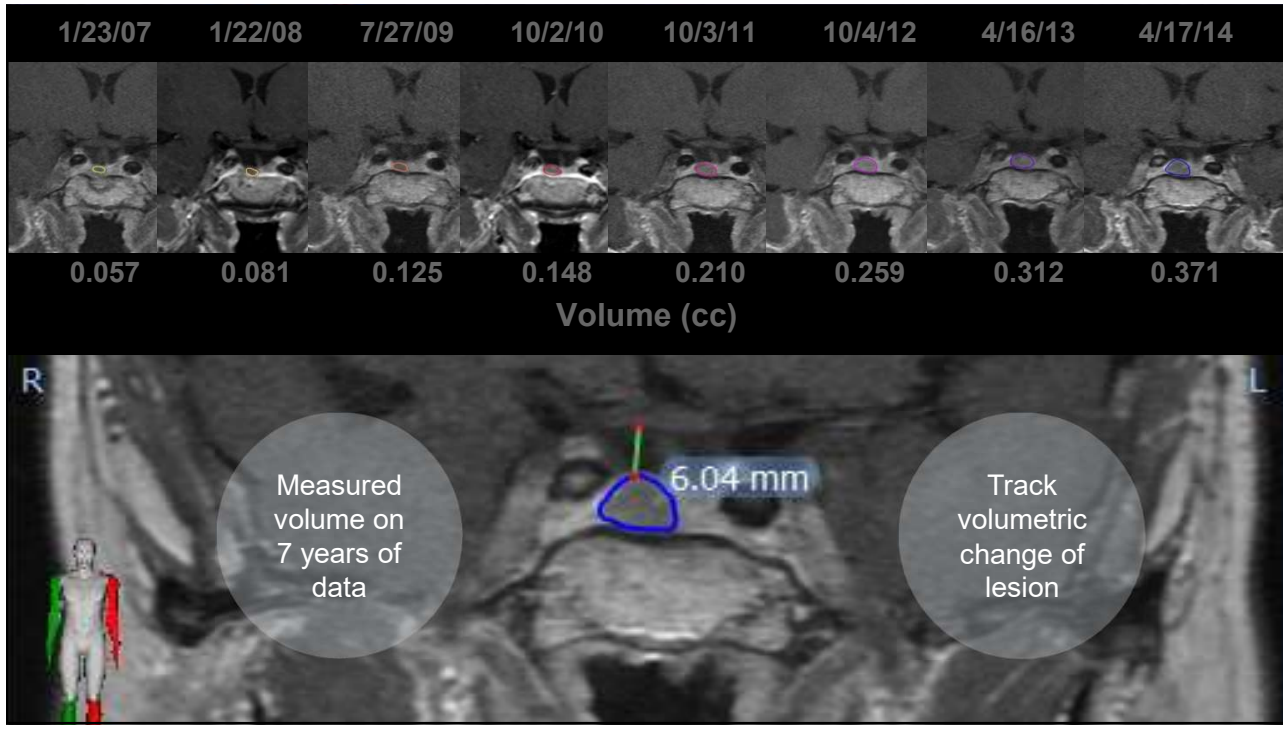 1/23/07 1/22/08 7/27/09 10/2/10 10/3/11 10/4/12 4/16/13 4/17/14
0.057 0.081 0.125 0.148 0.210 0.259 0.312 0.371
Volume (cc)
R L
6.04 mm
Measured
volume on
7 years of
data
Track
volumetric
change of
lesion